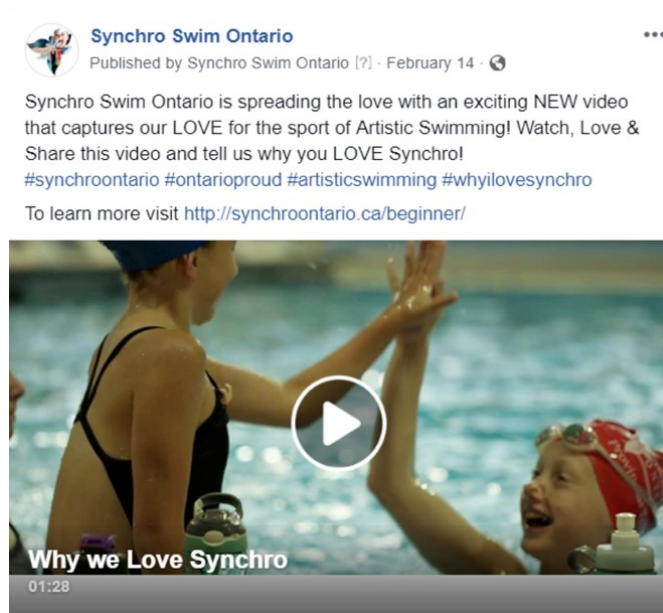 Synchro Swim Ontario
Published by Synchro Swim Ontario [?] · February 14 ·
Synchro Swim Ontario is spreading the love with an exciting NEW video
that captures our LOVE for the sport of Artistic Swimming! Watch, Love &
Share this video and tell us why you LOVE Synchro!
#synchroontario #ontarioproud #artisticswimming #whyilovesynchro
To learn more visit http://synchroontario.ca/beginner/
Why we Love Synchro
01:28